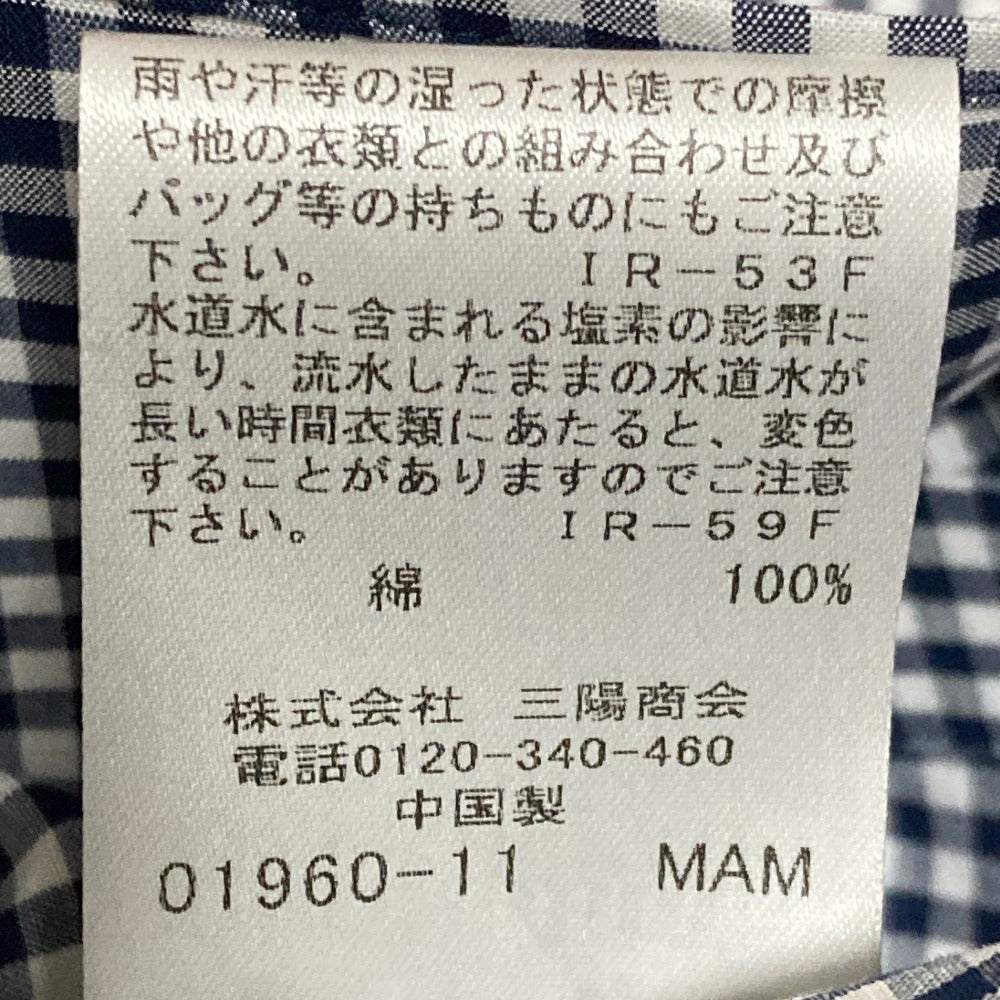 雨や汗等の湿った状態での摩擦
や他の衣類との組み合わせ及び
バッグ等の持ちものにもご注意
下さい。 IR-53F
水道水に含まれる塩素の影響に
より、流水したままの水道水が
長い時間衣類にあたると、変色
することがありますのでご注意
下さい。 IR-59F
綿 100%
株式会社 三陽商会
電話0120-340-460
中国製
01960-11 MAM